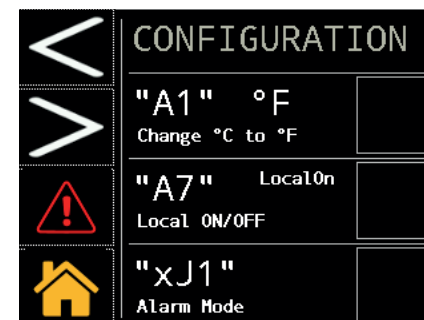 CONFIGURATION
"A1" °F
Change °C to °F
"A7" LocalOn
Local ON/OFF
"xJ1"
Alarm Mode